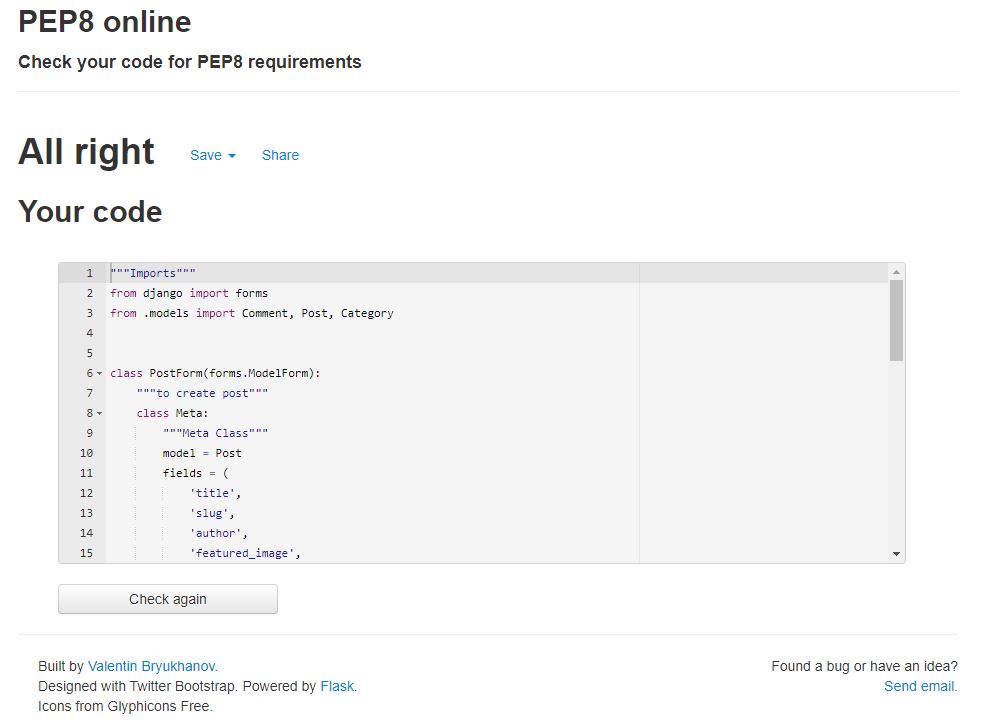 PEP8 online
Check your code for PEP8 requirements
All right Save Share
Your code
1 """Imports"""
2 from django import forms
3 from .models import Comment, Post, Category
4
5
6 class PostForm(forms.ModelForm):
7 """to create post"""
8 class Meta:
9 """Meta Class"""
10 model = Post
11 fields = (
12 'title',
13 'slug',
14 'author',
15 'featured_image',
Check again
Built by Valentin Bryukhanov. Found a bug or have an idea?
Designed with Twitter Bootstrap. Powered by Flask. Send email.
Icons from Glyphicons Free.